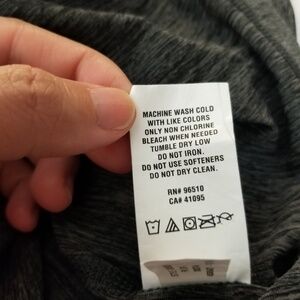 MACHINE WASH COLD
WITH LIKE COLORS
ONLY NON CHLORINE
BLEACH WHEN NEEDED
TUMBLE DRY LOW
DO NOT IRON.
DO NOT USE SOFTENERS
DO NOT DRY CLEAN.
RN# 96510
CA# 41095